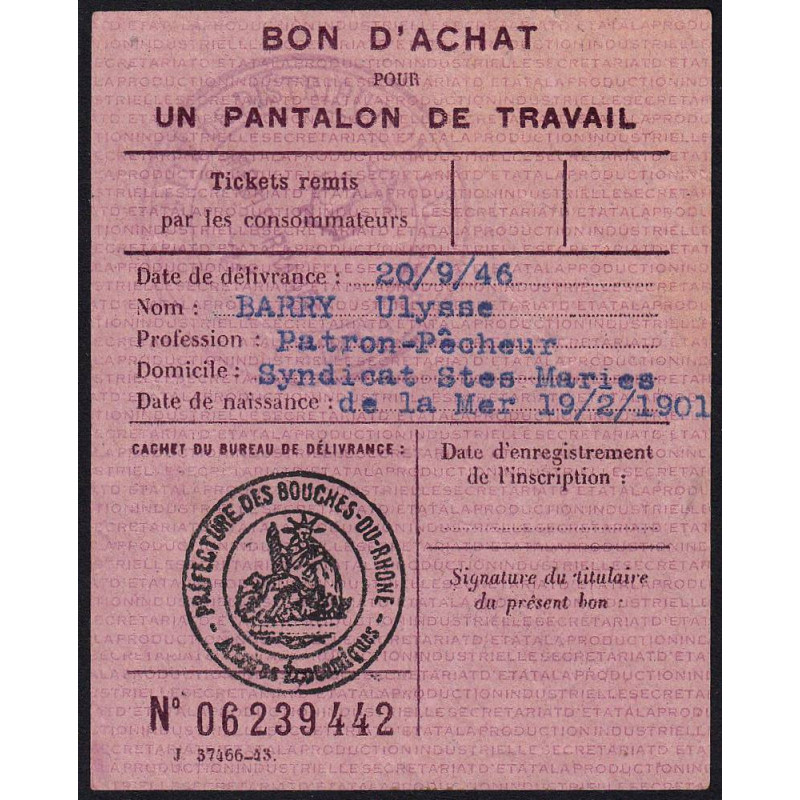 BON D'ACHAT
POUR
UN PANTALON DE TRAVAIL
Tickets remis
par les consommateurs
Date de délivrance : 20/9/46
Nom : BARRY Ulysse
Profession : Patron-Pêcheur
Domicile : Syndicat Stes Maries
Date de naissance : de la Mer 19/2/1901
CACHET DU BUREAU DE DÉLIVRANCE :
Date d'enregistrement
de l'inscription :
PRÉFECTURE DES BOUCHES-DU-RHONE
Affaires Économiques
Signature du titulaire
du présent bon :
N° 06239442
J. 37466-43.